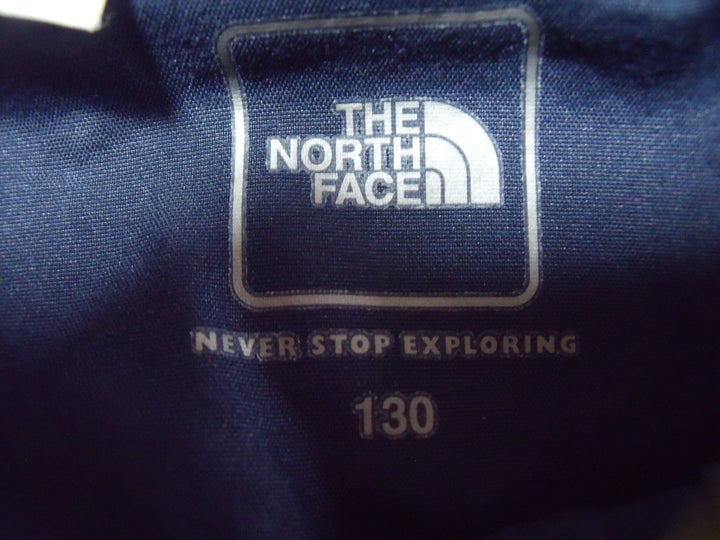 THE
NORTH
FACE
NEVER STOP EXPLORING
130